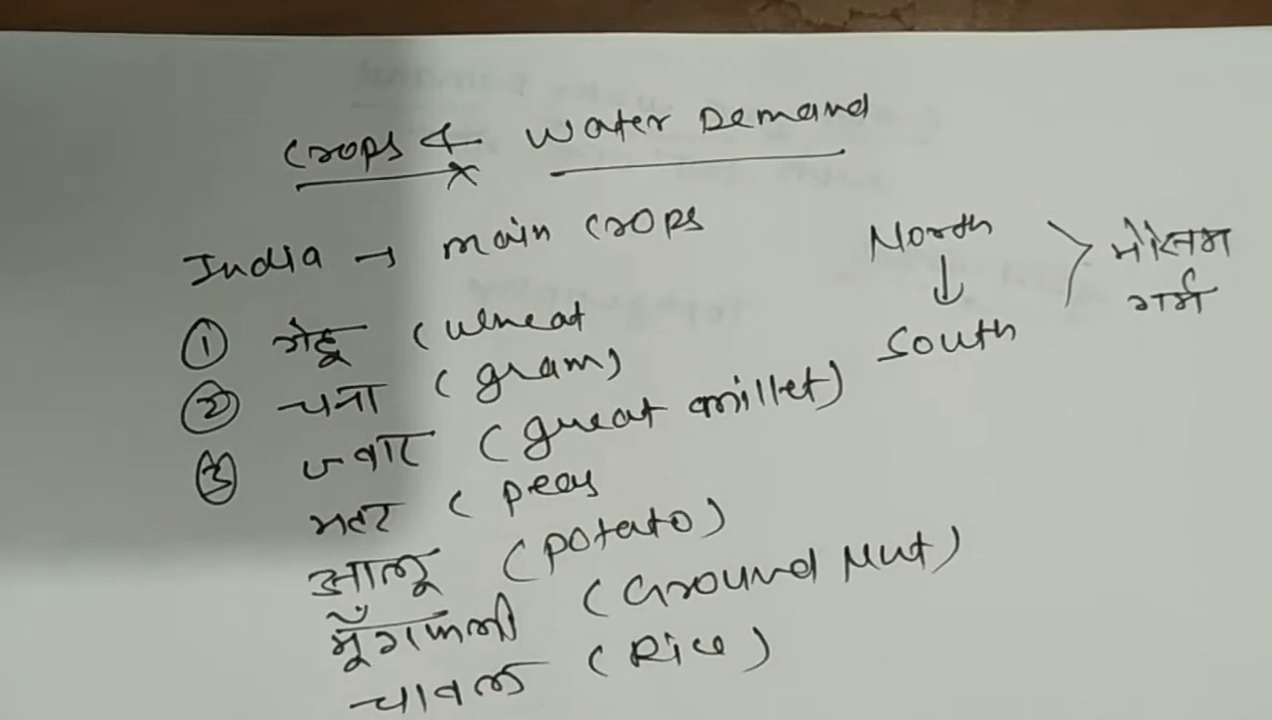 Crops & Water Demand
India → main crops
① गेहू (wheat
② चना (gram)
③ ज्वार (great millet)
मटर (peas
आलू (potato)
मूँगफली (Ground Nut)
चावल (Rice)
North
↓
South
मौसम
गर्म